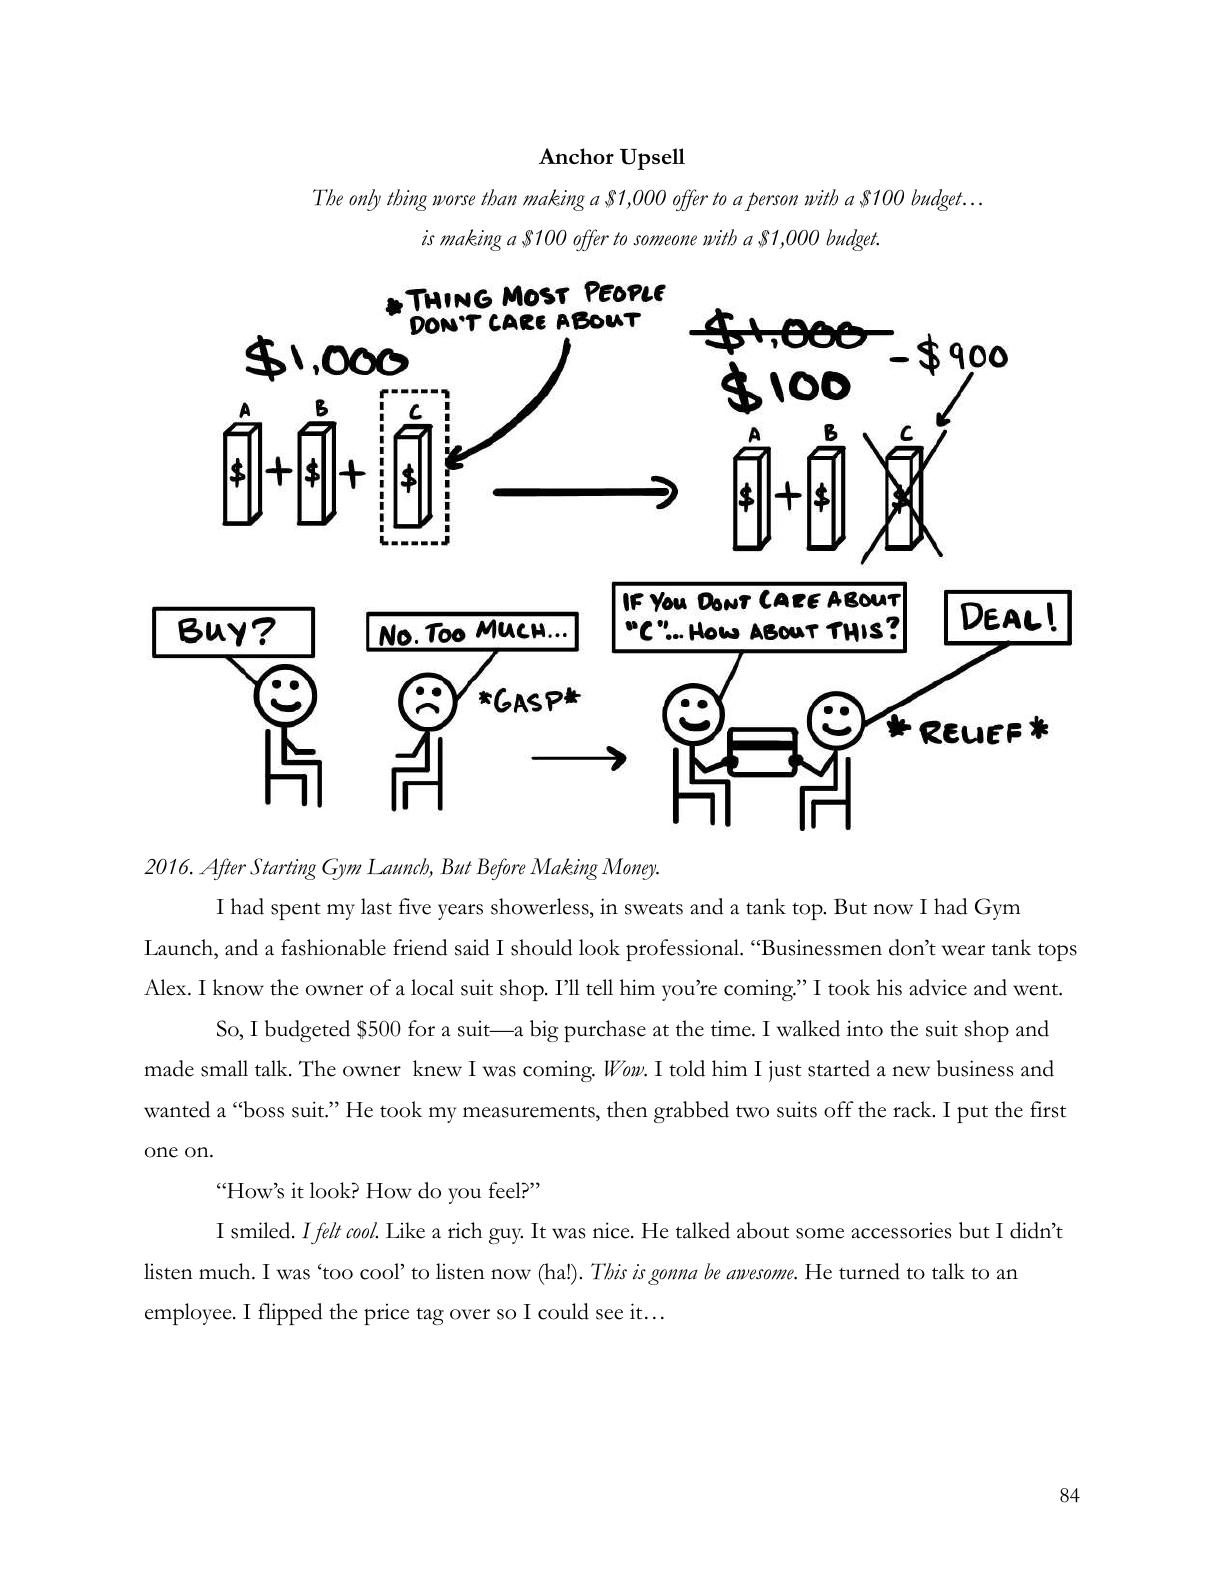 Anchor Upsell
The only thing worse than making a $1,000 offer to a person with a $100 budget…
is making a $100 offer to someone with a $1,000 budget.
*THING MOST PEOPLE
DON'T CARE ABOUT
$1,000
A B C
$ + $ + $
$1,000
$100
- $900
A B C
$ + $ $
BUY?
NO. TOO MUCH...
*GASP*
IF YOU DONT CARE ABOUT
"C"... HOW ABOUT THIS?
DEAL!
*RELIEF*
2016. After Starting Gym Launch, But Before Making Money.
I had spent my last five years showerless, in sweats and a tank top. But now I had Gym
Launch, and a fashionable friend said I should look professional. “Businessmen don’t wear tank tops
Alex. I know the owner of a local suit shop. I’ll tell him you’re coming.” I took his advice and went.
So, I budgeted $500 for a suit—a big purchase at the time. I walked into the suit shop and
made small talk. The owner knew I was coming. Wow. I told him I just started a new business and
wanted a “boss suit.” He took my measurements, then grabbed two suits off the rack. I put the first
one on.
“How’s it look? How do you feel?”
I smiled. I felt cool. Like a rich guy. It was nice. He talked about some accessories but I didn’t
listen much. I was ‘too cool’ to listen now (ha!). This is gonna be awesome. He turned to talk to an
employee. I flipped the price tag over so I could see it…
84